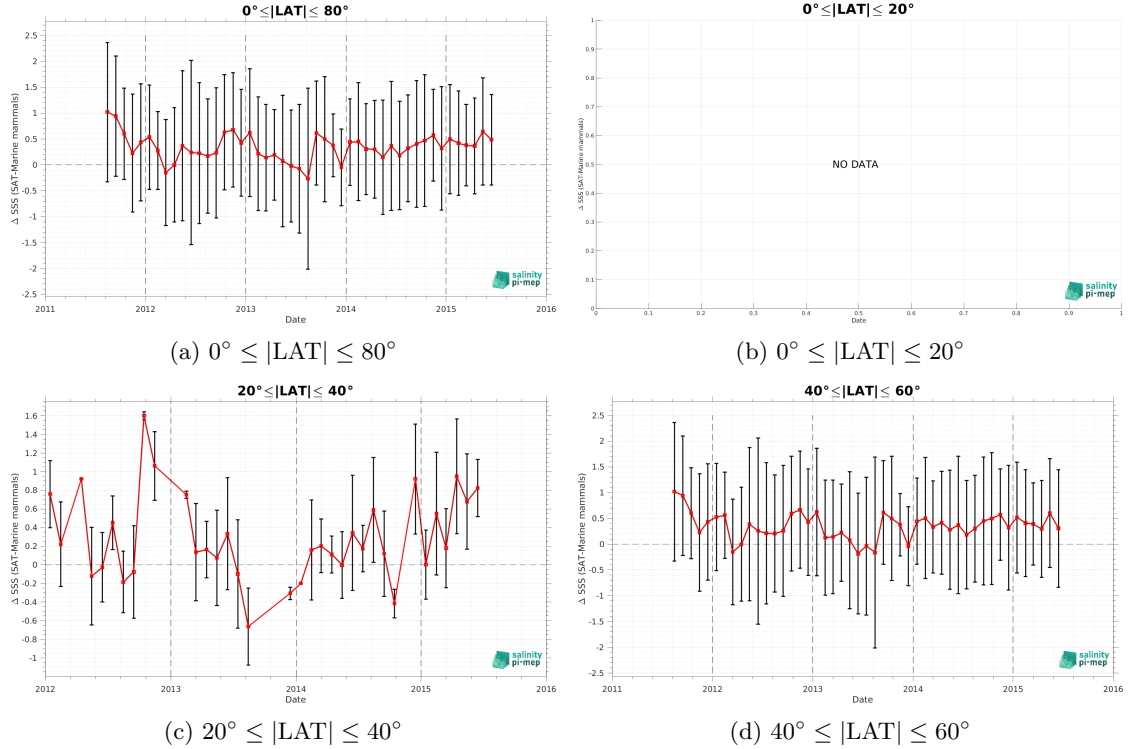 0°≤|LAT|≤ 80°
Δ SSS (SAT-Marine mammals)
2.5
2
1.5
1
0.5
0
-0.5
-1
-1.5
-2
-2.5
2011 2012 2013 2014 2015 2016
Date
salinity
pi-mep
(a) 0° ≤ |LAT| ≤ 80°
0°≤|LAT|≤ 20°
Δ SSS (SAT-Marine mammals)
1
0.9
0.8
0.7
0.6
0.5
0.4
0.3
0.2
0.1
0
NO DATA
0 0.1 0.2 0.3 0.4 0.5 0.6 0.7 0.8 0.9 1
Date
salinity
pi-mep
(b) 0° ≤ |LAT| ≤ 20°
20°≤|LAT|≤ 40°
Δ SSS (SAT-Marine mammals)
1.6
1.4
1.2
1
0.8
0.6
0.4
0.2
0
-0.2
-0.4
-0.6
-0.8
-1
2012 2013 2014 2015 2016
Date
salinity
pi-mep
(c) 20° ≤ |LAT| ≤ 40°
40°≤|LAT|≤ 60°
Δ SSS (SAT-Marine mammals)
2.5
2
1.5
1
0.5
0
-0.5
-1
-1.5
-2
-2.5
2011 2012 2013 2014 2015 2016
Date
salinity
pi-mep
(d) 40° ≤ |LAT| ≤ 60°